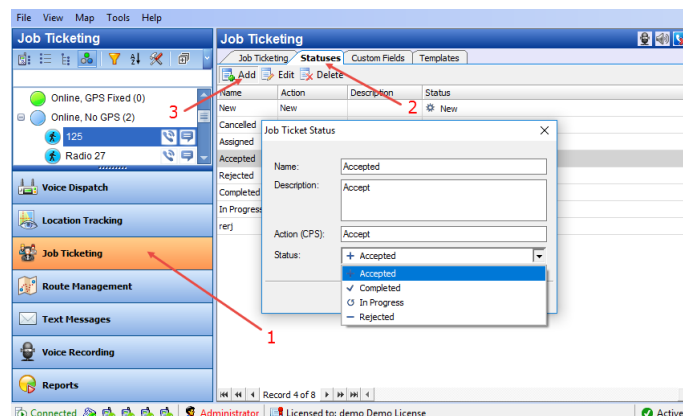 File View Map Tools Help
Job Ticketing
Online, GPS Fixed (0)
Online, No GPS (2)
125
Radio 27
Voice Dispatch
Location Tracking
Job Ticketing
Route Management
Text Messages
Voice Recording
Reports
Job Ticketing
Job Ticketing Statuses Custom Fields Templates
Add Edit Delete
Name Action Description Status
New New New
Cancelled
Assigned
Accepted
Rejected
Completed
In Progress
rerj
Job Ticket Status
Name: Accepted
Description: Accept
Action (CPS): Accept
Status: Accepted
Accepted
Completed
In Progress
Rejected
3
2
1
Record 4 of 8
Connected Administrator Licensed to: demo Demo License Active